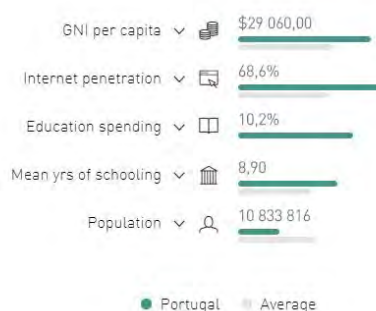 GNI per capita $29 060,00
Internet penetration 68,6%
Education spending 10,2%
Mean yrs of schooling 8,90
Population 10 833 816
Portugal Average